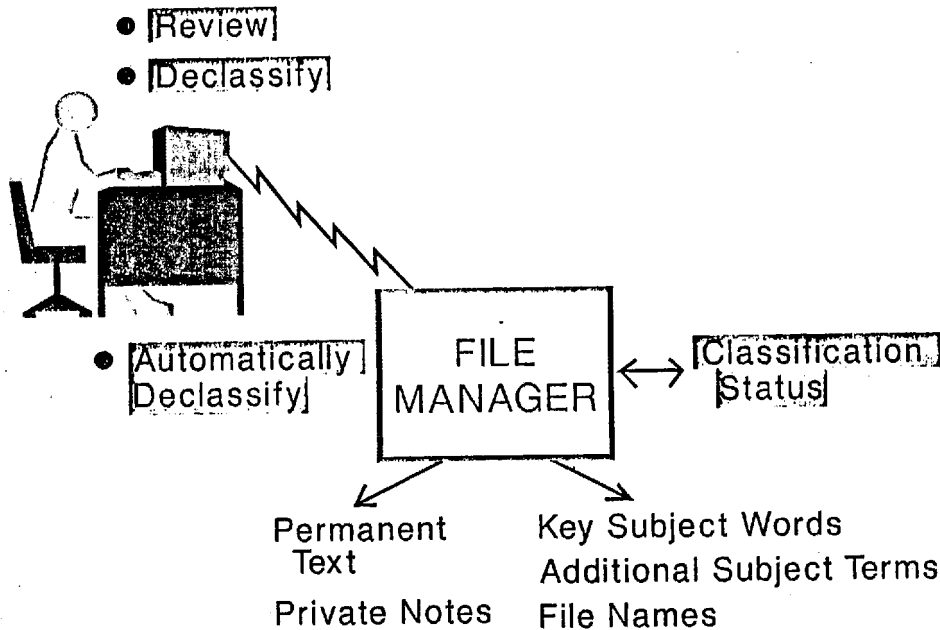 • Review
• Declassify
• Automatically
Declassify
FILE
MANAGER
Classification
Status
Permanent
Text
Private Notes
Key Subject Words
Additional Subject Terms
File Names